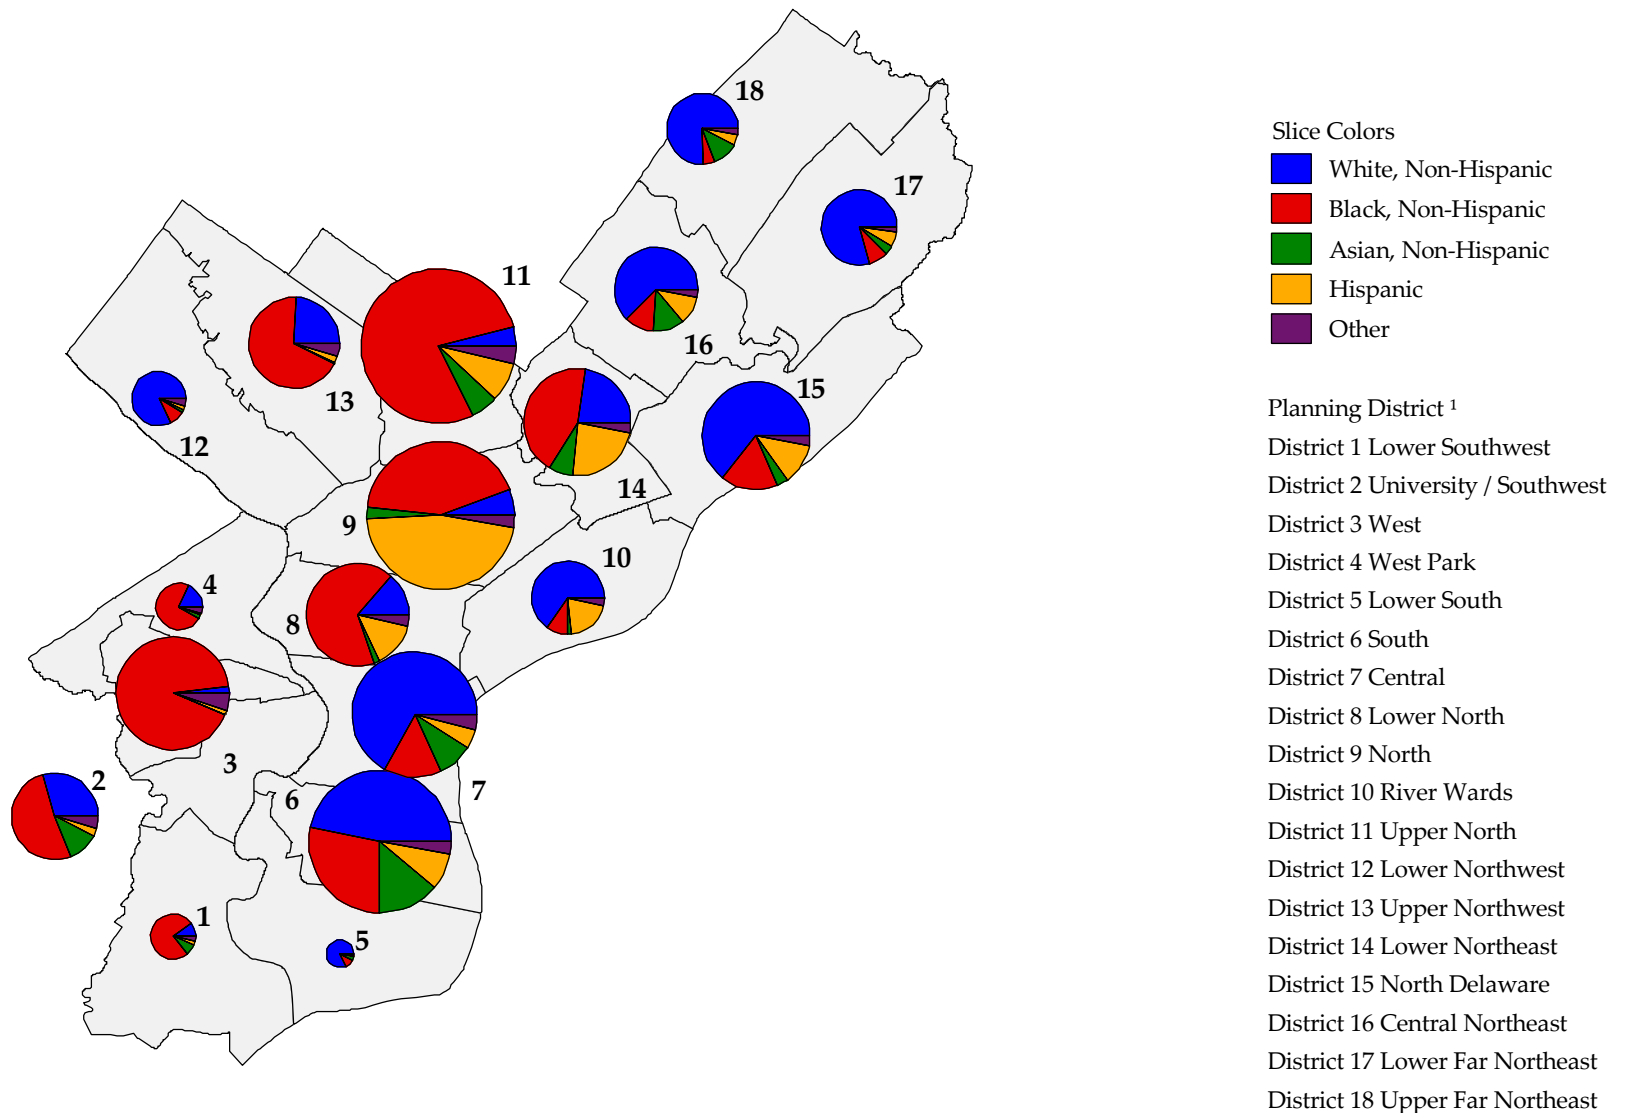 18
17
11
16
13
15
12
14
9
10
4
8
3
2
7
6
1
5
Slice Colors
White, Non-Hispanic
Black, Non-Hispanic
Asian, Non-Hispanic
Hispanic
Other
Planning District ¹
District 1 Lower Southwest
District 2 University / Southwest
District 3 West
District 4 West Park
District 5 Lower South
District 6 South
District 7 Central
District 8 Lower North
District 9 North
District 10 River Wards
District 11 Upper North
District 12 Lower Northwest
District 13 Upper Northwest
District 14 Lower Northeast
District 15 North Delaware
District 16 Central Northeast
District 17 Lower Far Northeast
District 18 Upper Far Northeast